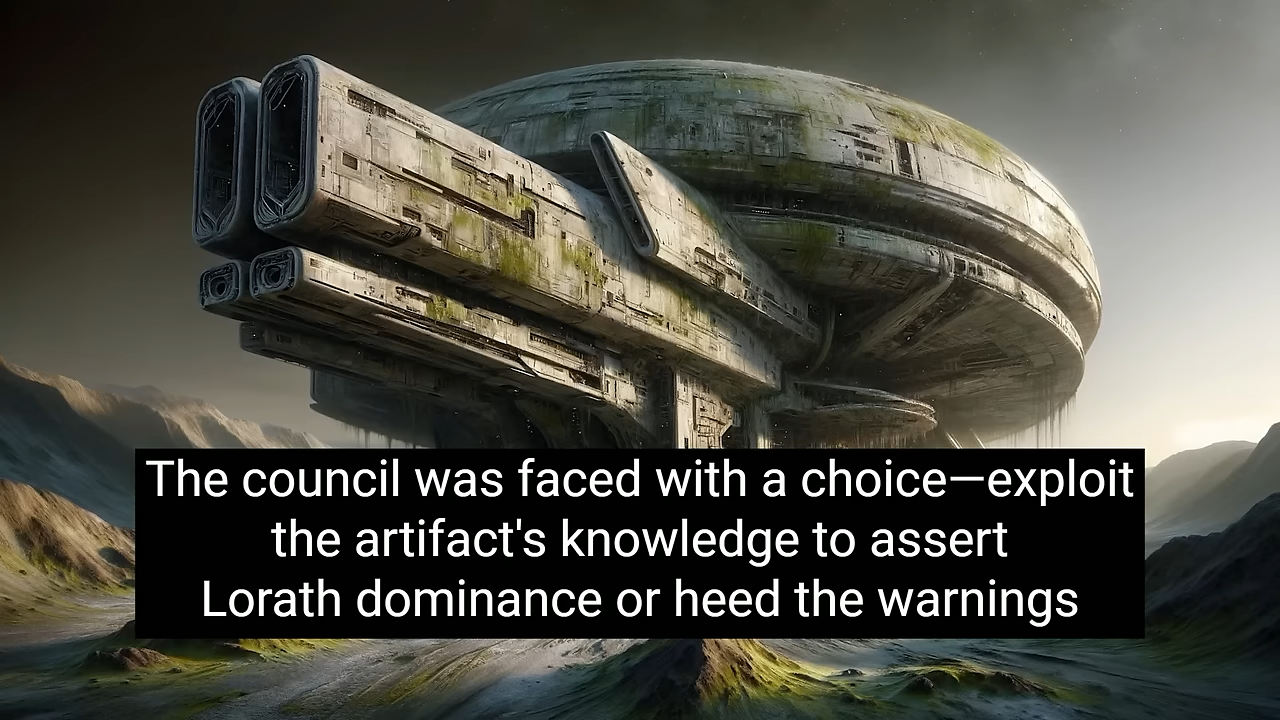 The council was faced with a choice—exploit
the artifact's knowledge to assert
Lorath dominance or heed the warnings